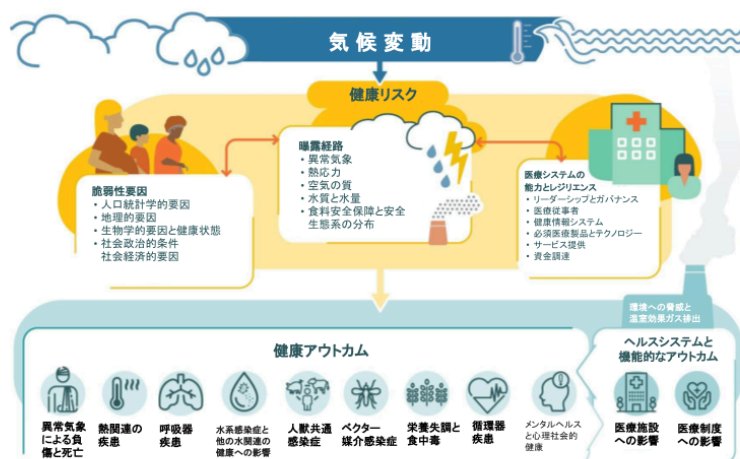 気候変動
健康リスク
脆弱性要因
・人口統計学的要因
・地理的要因
・生物学的要因と健康状態
・社会政治的条件
社会経済的要因
曝露経路
・異常気象
・熱応力
・空気の質
・水質と水量
・食料安全保障と安全
生態系の分布
医療システムの
能力とレジリエンス
・リーダーシップとガバナンス
・医療従事者
・健康情報システム
・必須医療製品とテクノロジー
・サービス提供
・資金調達
環境への脅威と
温室効果ガス排出
健康アウトカム
異常気象
による負
傷と死亡
熱関連の
疾患
呼吸器
疾患
水系感染症と
他の水関連の
健康への影響
人獣共通
感染症
ベクター
媒介感染症
栄養失調と
食中毒
循環器
疾患
メンタルヘルス
と心理社会的
健康
ヘルスシステムと
機能的なアウトカム
医療施設
への影響
医療制度
への影響